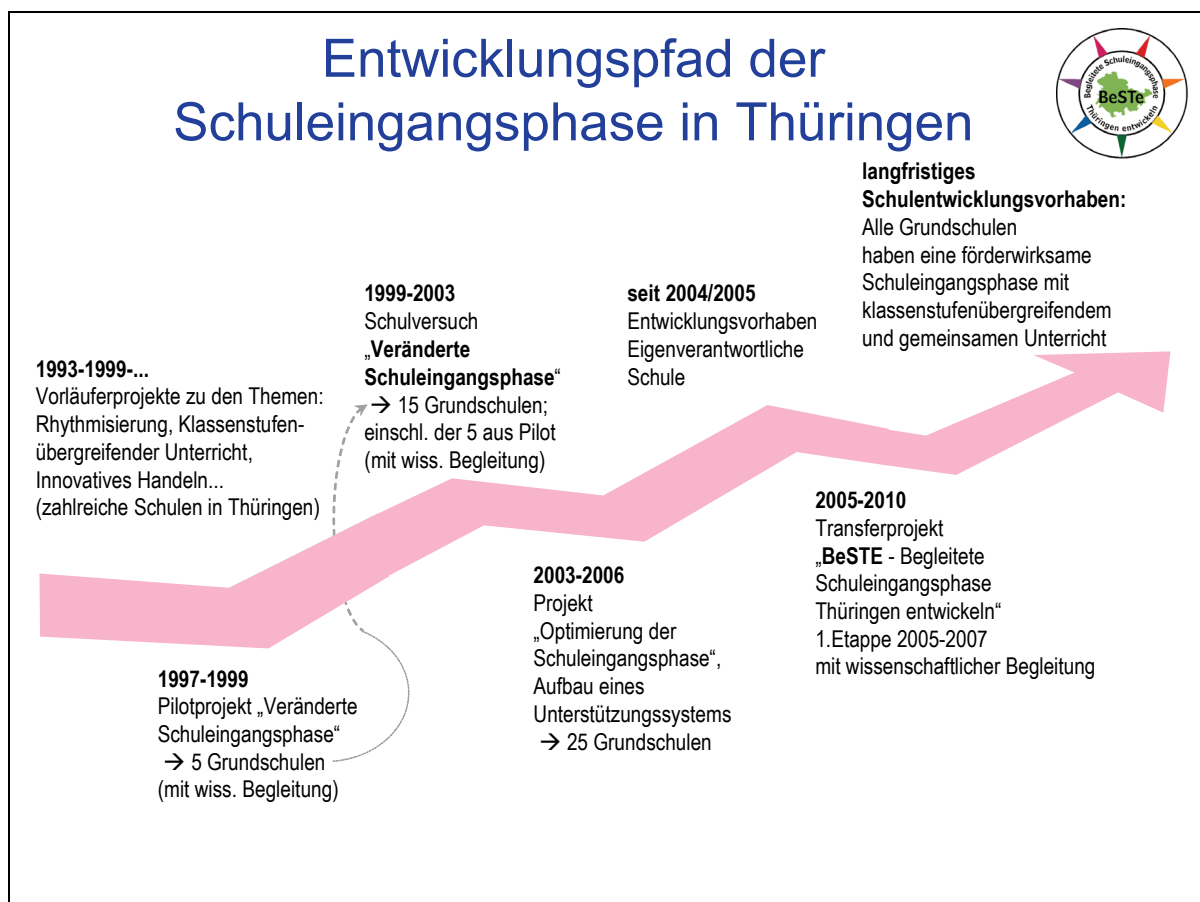 Entwicklungspfad der
Schuleingangsphase in Thüringen
Begleitete Schuleingangsphase
BeSTe
Thüringen entwickeln
1993-1999-...
Vorläuferprojekte zu den Themen:
Rhythmisierung, Klassenstufen-
übergreifender Unterricht,
Innovatives Handeln...
(zahlreiche Schulen in Thüringen)
1997-1999
Pilotprojekt „Veränderte
Schuleingangsphase“
→ 5 Grundschulen
(mit wiss. Begleitung)
1999-2003
Schulversuch
„Veränderte
Schuleingangsphase“
→ 15 Grundschulen;
einschl. der 5 aus Pilot
(mit wiss. Begleitung)
2003-2006
Projekt
„Optimierung der
Schuleingangsphase“,
Aufbau eines
Unterstützungssystems
→ 25 Grundschulen
seit 2004/2005
Entwicklungsvorhaben
Eigenverantwortliche
Schule
2005-2010
Transferprojekt
„BeSTE - Begleitete
Schuleingangsphase
Thüringen entwickeln“
1.Etappe 2005-2007
mit wissenschaftlicher Begleitung
langfristiges
Schulentwicklungsvorhaben:
Alle Grundschulen
haben eine förderwirksame
Schuleingangsphase mit
klassenstufenübergreifendem
und gemeinsamen Unterricht